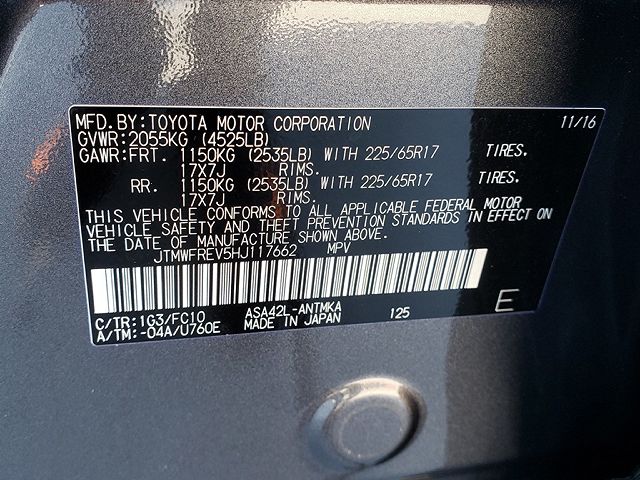 MFD.BY:TOYOTA MOTOR CORPORATION 11/16
GVWR:2055KG (4525LB)
GAWR:FRT. 1150KG (2535LB) WITH 225/65R17 TIRES.
17X7J RIMS.
RR. 1150KG (2535LB) WITH 225/65R17 TIRES.
17X7J RIMS.
THIS VEHICLE CONFORMS TO ALL APPLICABLE FEDERAL MOTOR
VEHICLE SAFETY AND THEFT PREVENTION STANDARDS IN EFFECT ON
THE DATE OF MANUFACTURE SHOWN ABOVE.
JTMWFREV5HJ117662 MPV
C/TR:1G3/FC10 ASA42L-ANTMKA 125 E
A/TM:-04A/U760E MADE IN JAPAN